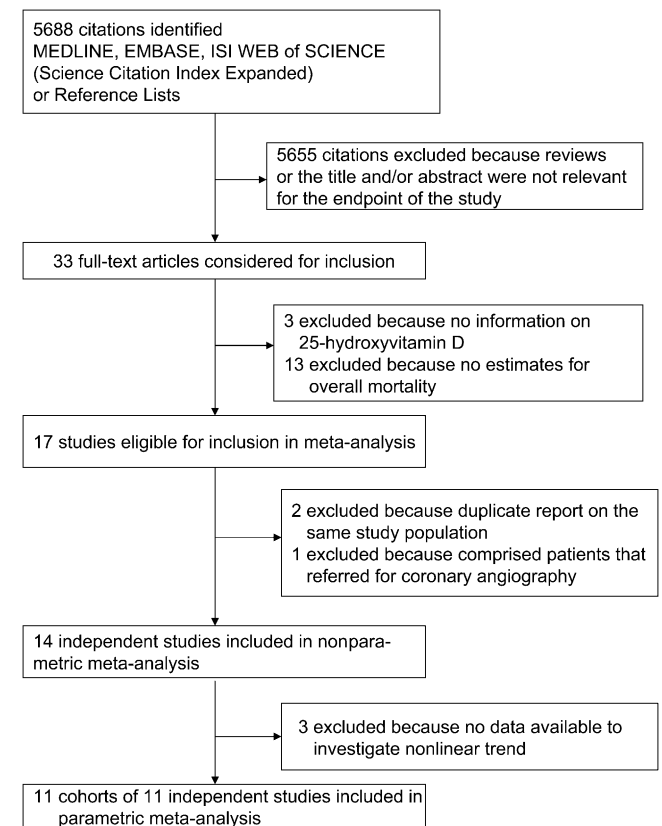 5688 citations identified
MEDLINE, EMBASE, ISI WEB of SCIENCE
(Science Citation Index Expanded)
or Reference Lists
5655 citations excluded because reviews
or the title and/or abstract were not relevant
for the endpoint of the study
33 full-text articles considered for inclusion
3 excluded because no information on
25-hydroxyvitamin D
13 excluded because no estimates for
overall mortality
17 studies eligible for inclusion in meta-analysis
2 excluded because duplicate report on the
same study population
1 excluded because comprised patients that
referred for coronary angiography
14 independent studies included in nonpara-
metric meta-analysis
3 excluded because no data available to
investigate nonlinear trend
11 cohorts of 11 independent studies included in
parametric meta-analysis